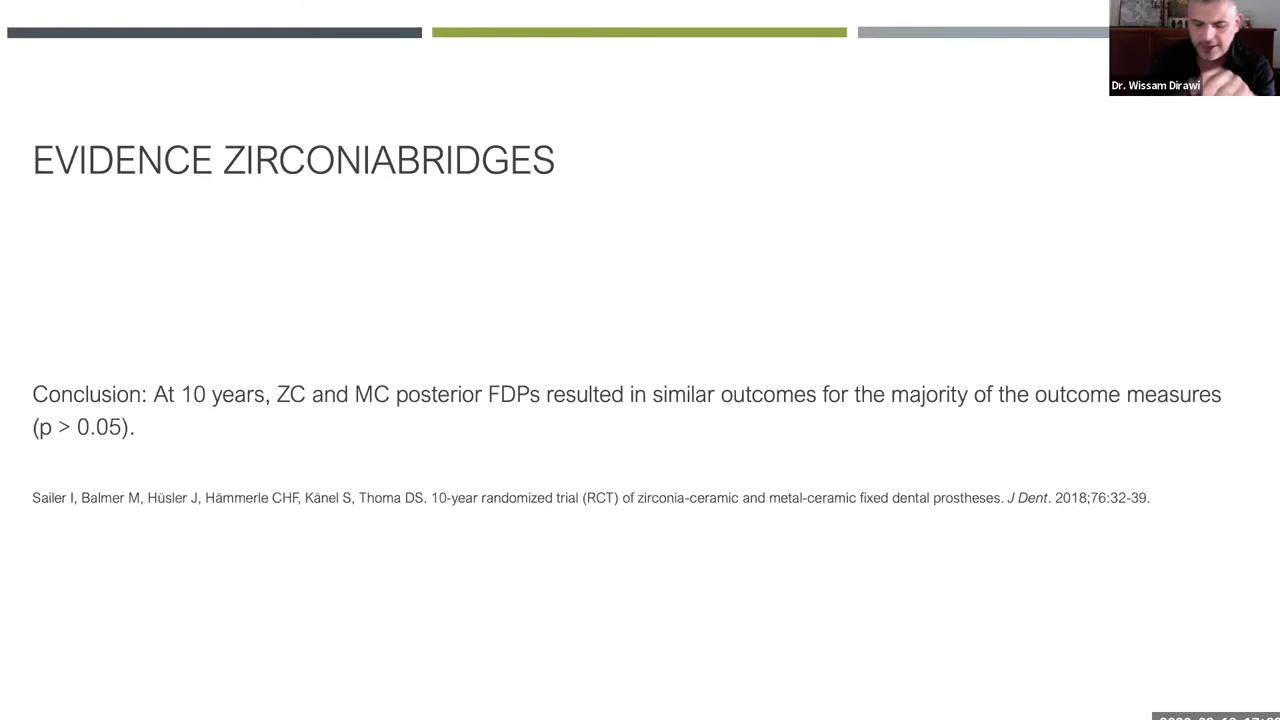 Dr. Wissam Dirawi
EVIDENCE ZIRCONIABRIDGES
Conclusion: At 10 years, ZC and MC posterior FDPs resulted in similar outcomes for the majority of the outcome measures
(p > 0.05).
Sailer I, Balmer M, Hüsler J, Hämmerle CHF, Känel S, Thoma DS. 10-year randomized trial (RCT) of zirconia-ceramic and metal-ceramic fixed dental prostheses. J Dent. 2018;76:32-39.